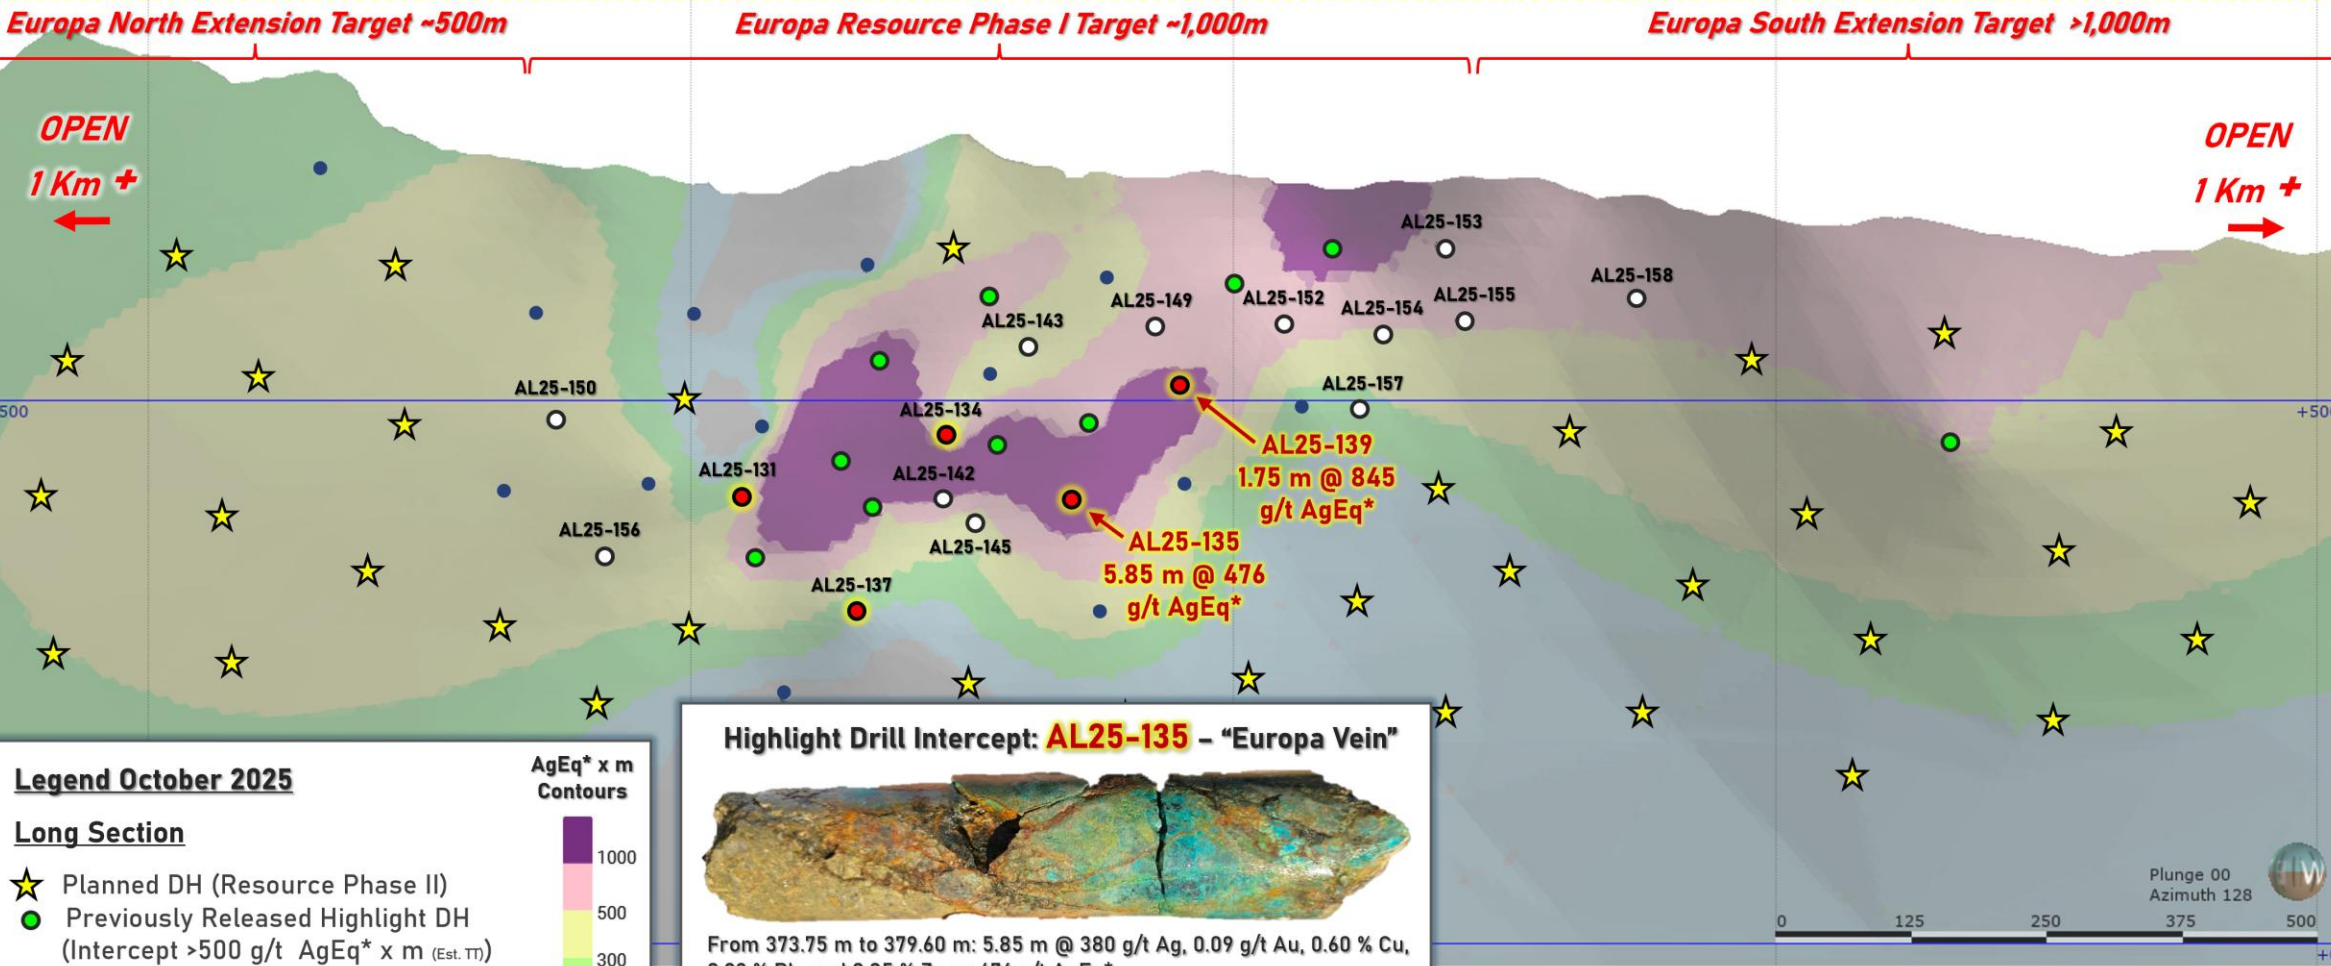 Europa North Extension Target ~500m
Europa Resource Phase I Target ~1,000m
Europa South Extension Target >1,000m
OPEN
1 Km +
OPEN
1 Km +
AL25-153
AL25-158
AL25-149
AL25-152
AL25-154
AL25-155
AL25-143
AL25-150
AL25-157
AL25-134
500
+50
AL25-139
1.75 m @ 845
g/t AgEq*
AL25-131
AL25-142
AL25-156
AL25-145
AL25-135
5.85 m @ 476
g/t AgEq*
AL25-137
Highlight Drill Intercept: AL25-135 – “Europa Vein”
From 373.75 m to 379.60 m: 5.85 m @ 380 g/t Ag, 0.09 g/t Au, 0.60 % Cu,
Legend October 2025
Long Section
Planned DH (Resource Phase II)
Previously Released Highlight DH
(Intercept >500 g/t AgEq* x m (Est. TT))
AgEq* x m
Contours
1000
500
300
Plunge 00
Azimuth 128
0 125 250 375 500